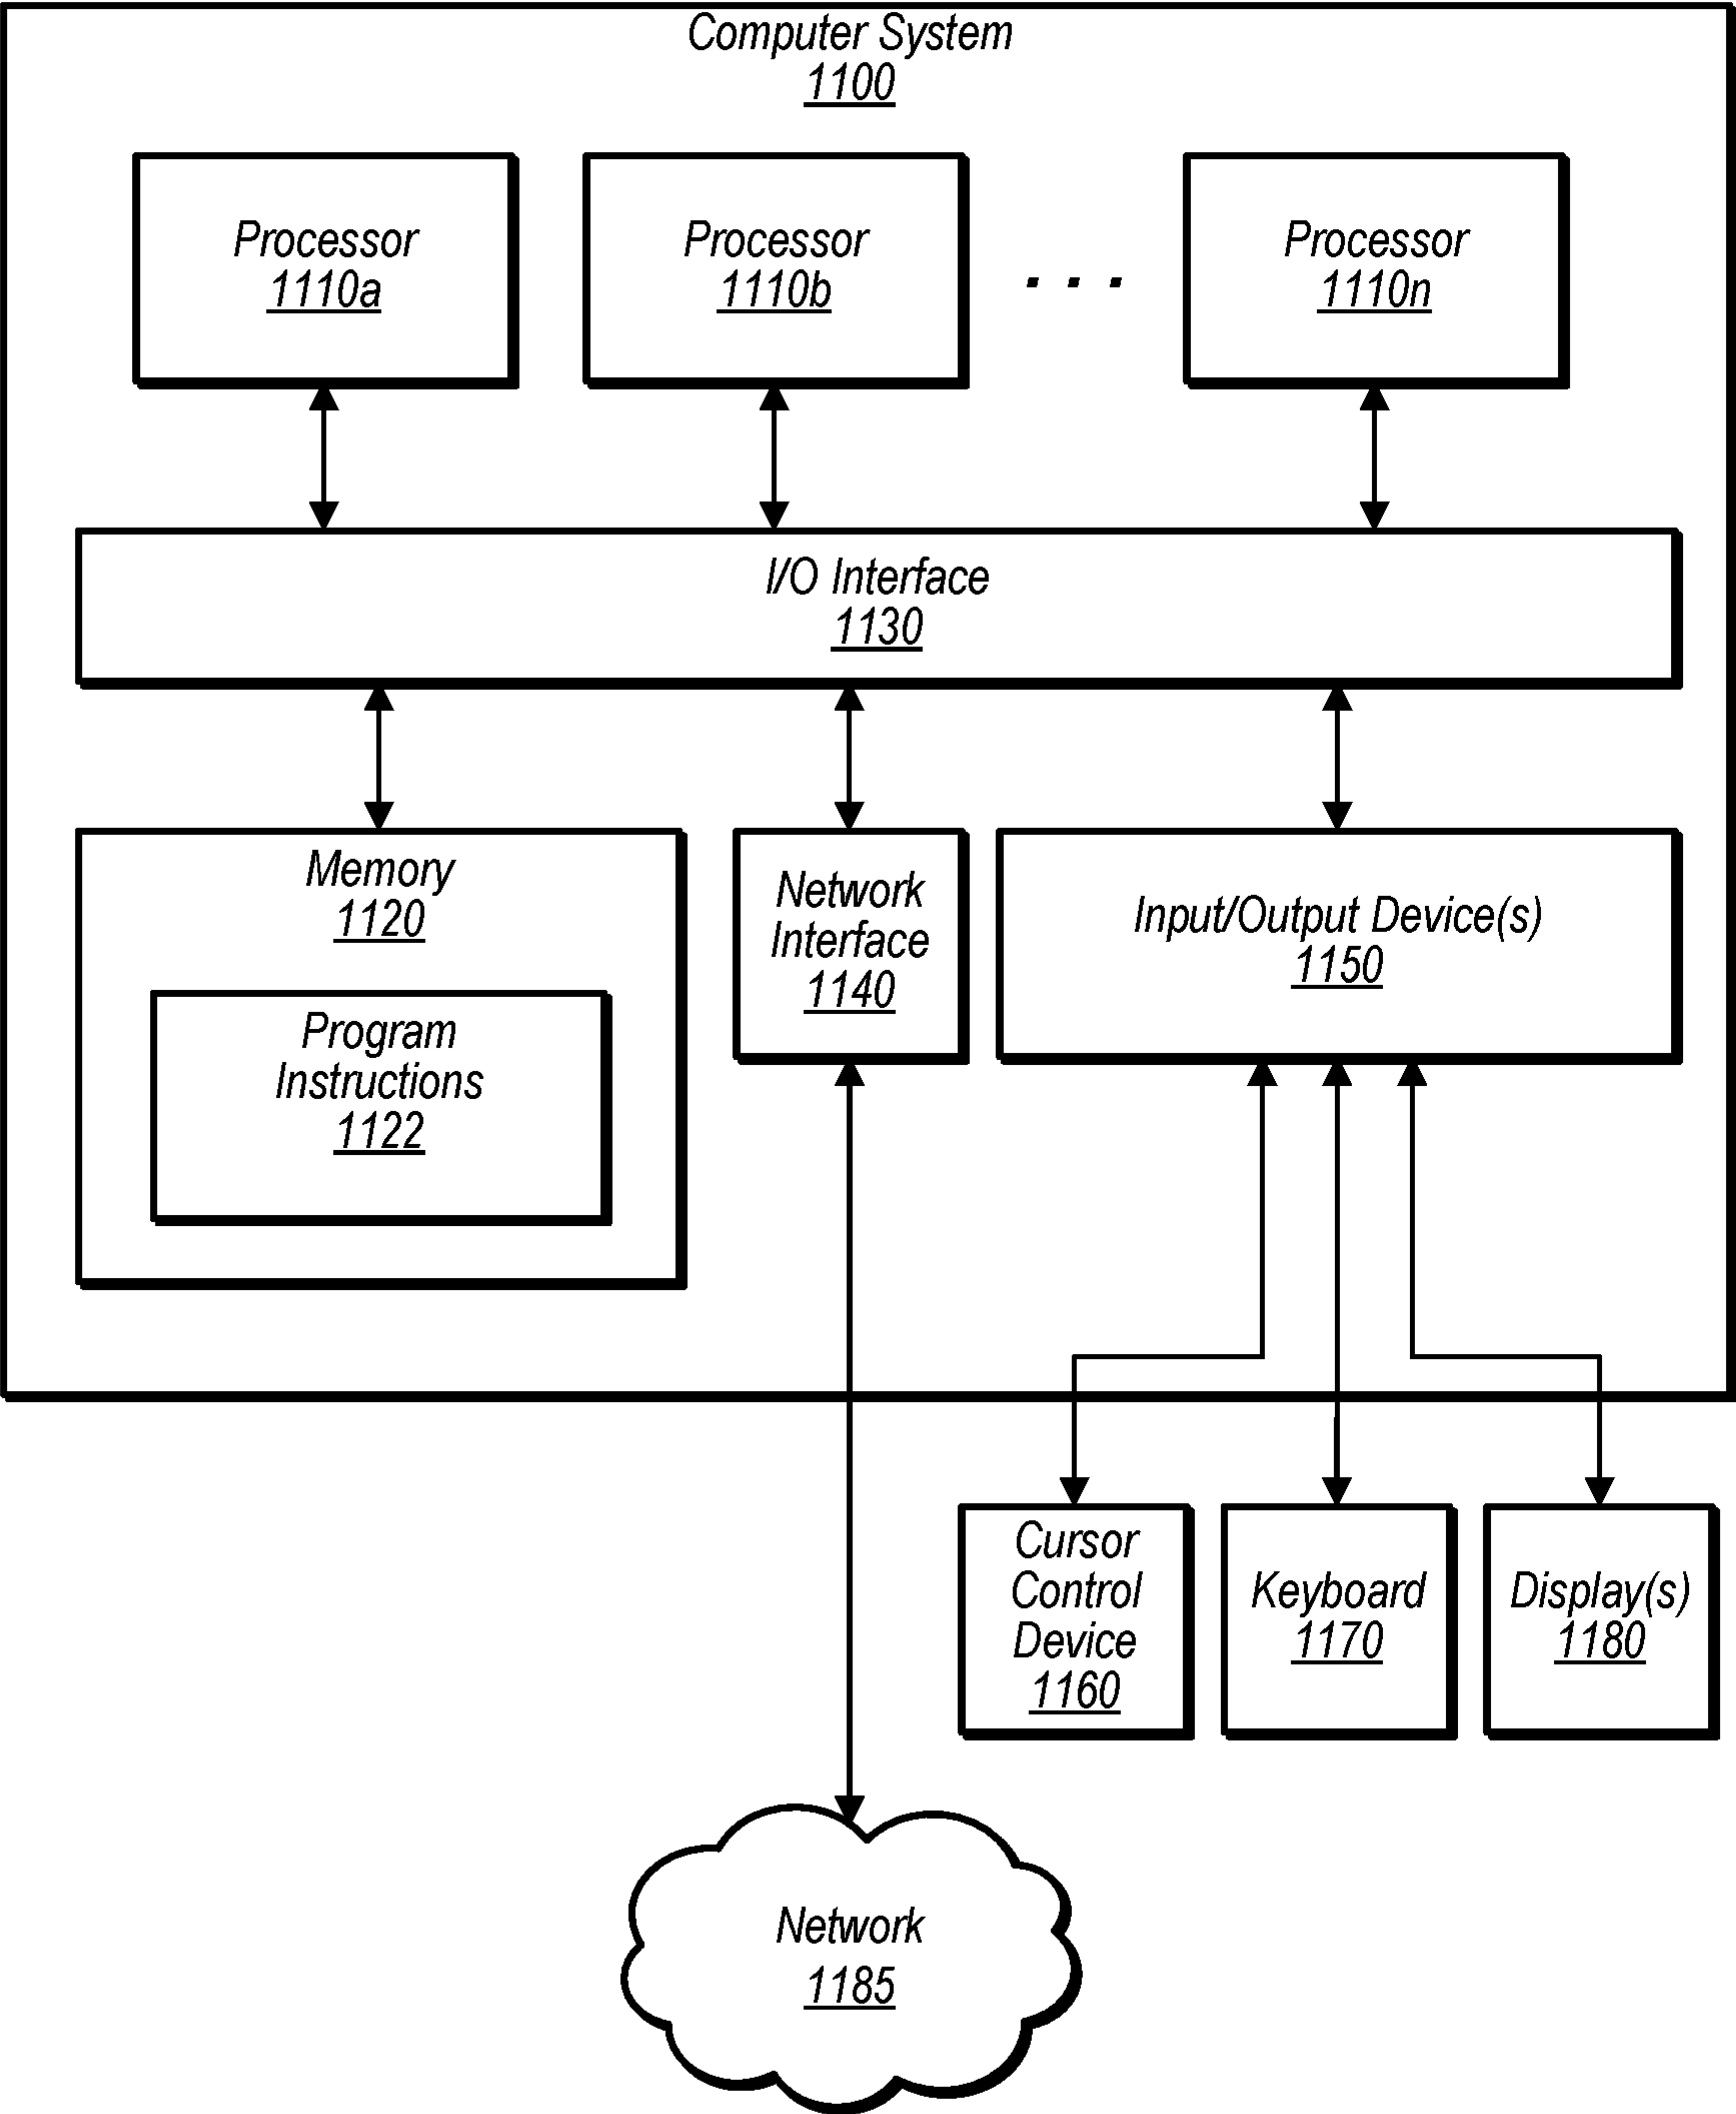 Computer System
1100
Processor
1110a
Processor
1110b
. . .
Processor
1110n
I/O Interface
1130
Memory
1120
Program
Instructions
1122
Network
Interface
1140
Input/Output Device(s)
1150
Cursor
Control
Device
1160
Keyboard
1170
Display(s)
1180
Network
1185